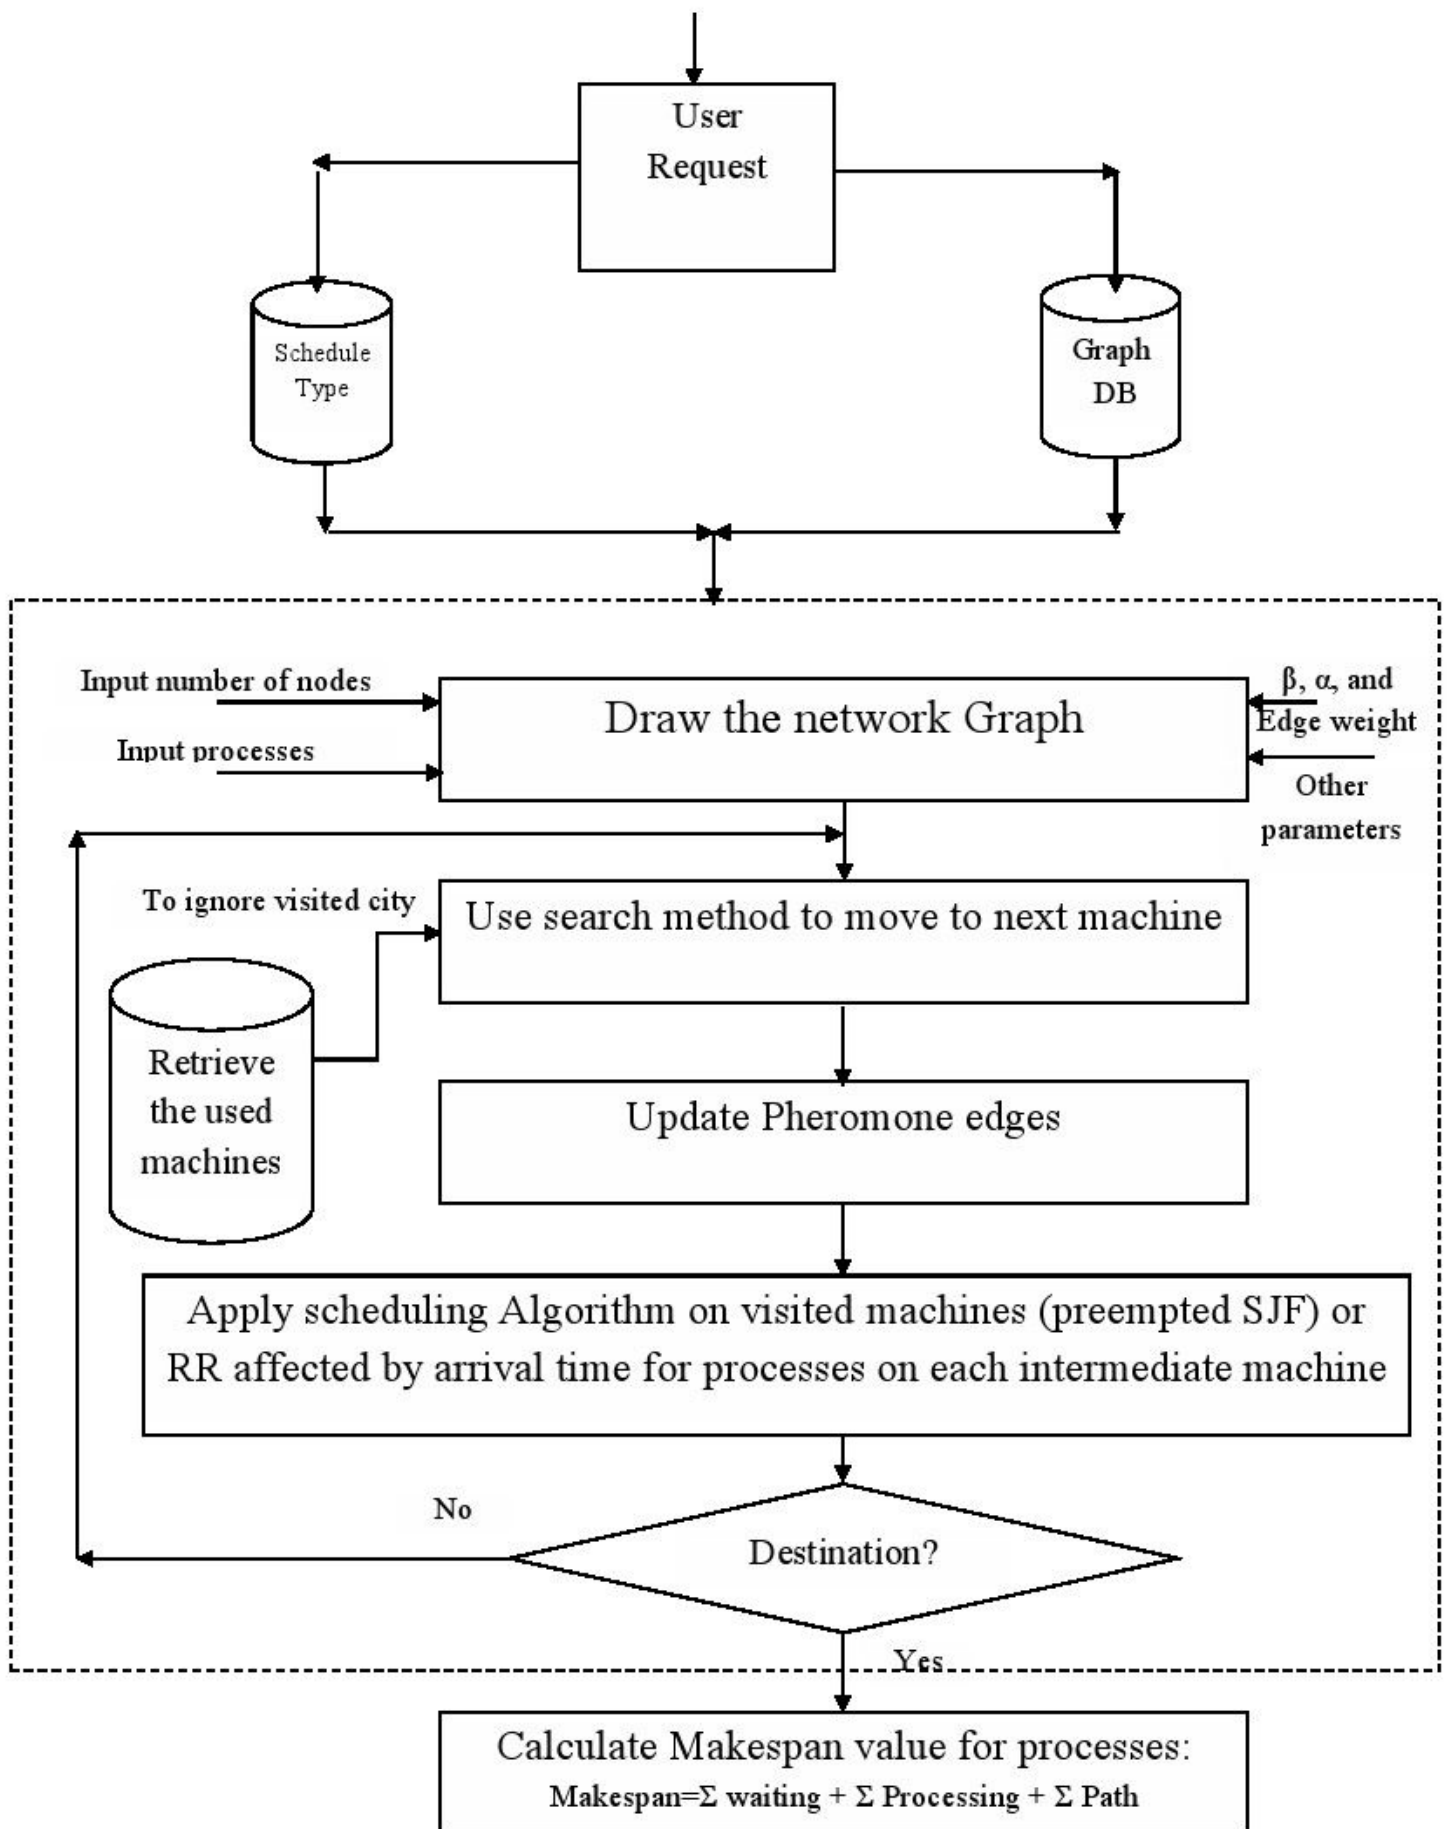 User
Request
Schedule
Type
Graph
DB
Input number of nodes
Input processes
Draw the network Graph
β, α, and
Edge weight
Other
parameters
To ignore visited city
Use search method to move to next machine
Retrieve
the used
machines
Update Pheromone edges
Apply scheduling Algorithm on visited machines (preempted SJF) or
RR affected by arrival time for processes on each intermediate machine
No
Destination?
Yes
Calculate Makespan value for processes:
Makespan=Σ waiting + Σ Processing + Σ Path